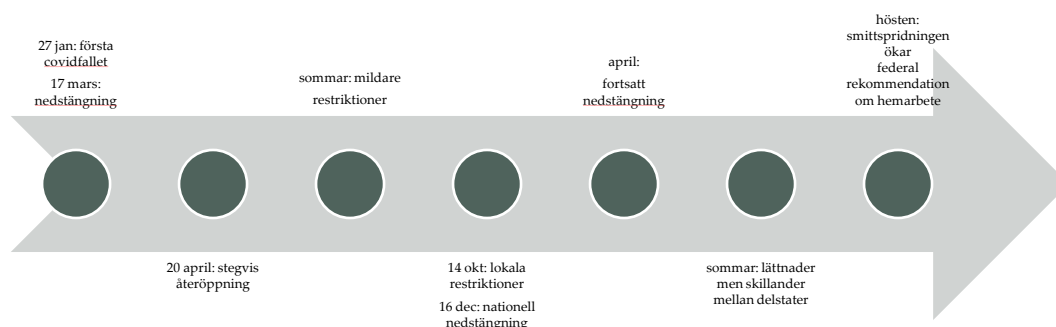 27 jan: första
covidfallet
17 mars:
nedstängning
20 april: stegvis
återöppning
sommar: mildare
restriktioner
14 okt: lokala
restriktioner
16 dec: nationell
nedstängning
april:
fortsatt
nedstängning
sommar: lättnader
men skillander
mellan delstater
hösten:
smittspridningen
ökar
federal
rekommendation
om hemarbete